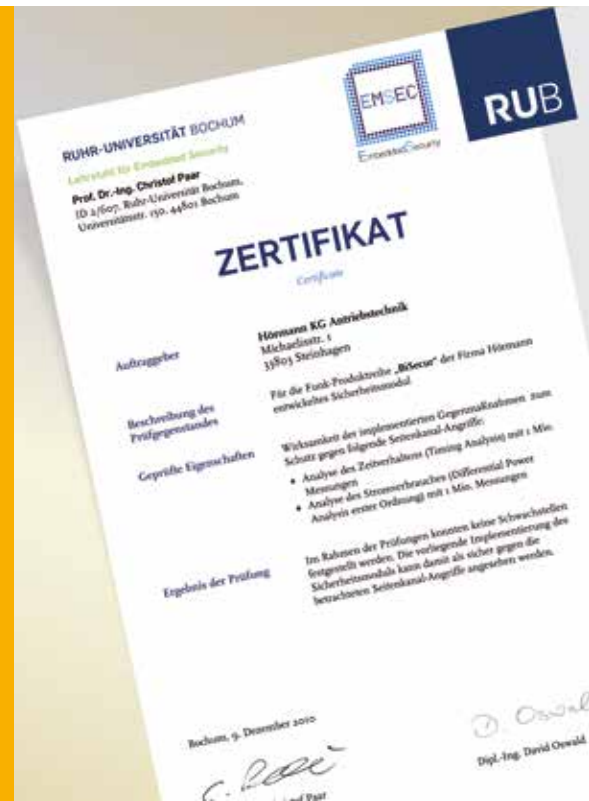 EMSEC
EmbeddedSecurity
RUB
RUHR-UNIVERSITÄT BOCHUM
Lehrstuhl für Embedded Security
Prof. Dr.-Ing. Christof Paar
ID 2/607, Ruhr-Universität Bochum,
Universitätsstr. 150, 44801 Bochum
ZERTIFIKAT
Certificate
Auftraggeber
Hörmann KG Antriebstechnik
Michaelisstr. 1
33803 Steinhagen
Beschreibung des
Prüfgegenstandes
Für die Funk-Produktreihe „BiSecur“ der Firma Hörmann
entwickeltes Sicherheitsmodul
Geprüfte Eigenschaften
Wirksamkeit des implementierten Gegenmaßnahmen zum
Schutz gegen folgende Seitenkanal-Angriffe:
• Analyse des Zeitverhaltens (Timing Analysis) mit 1 Mio.
Messungen
• Analyse des Stromverbrauches (Differential Power
Analysis erster Ordnung) mit 1 Mio. Messungen
Ergebnis der Prüfung
Im Rahmen der Prüfungen konnten keine Schwachstellen
festgestellt werden. Die vorliegende Implementierung des
Sicherheitsmoduls kann damit als sicher gegen die
betrachteten Seitenkanal-Angriffe angesehen werden.
Bochum, 9. Dezember 2010
D. Oswal
Dipl.-Ing. David Oswald
Paar